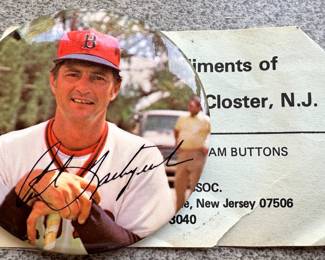 B
iments of
Closter, N.J.
AM BUTTONS
SOC.
e, New Jersey 07506
3040